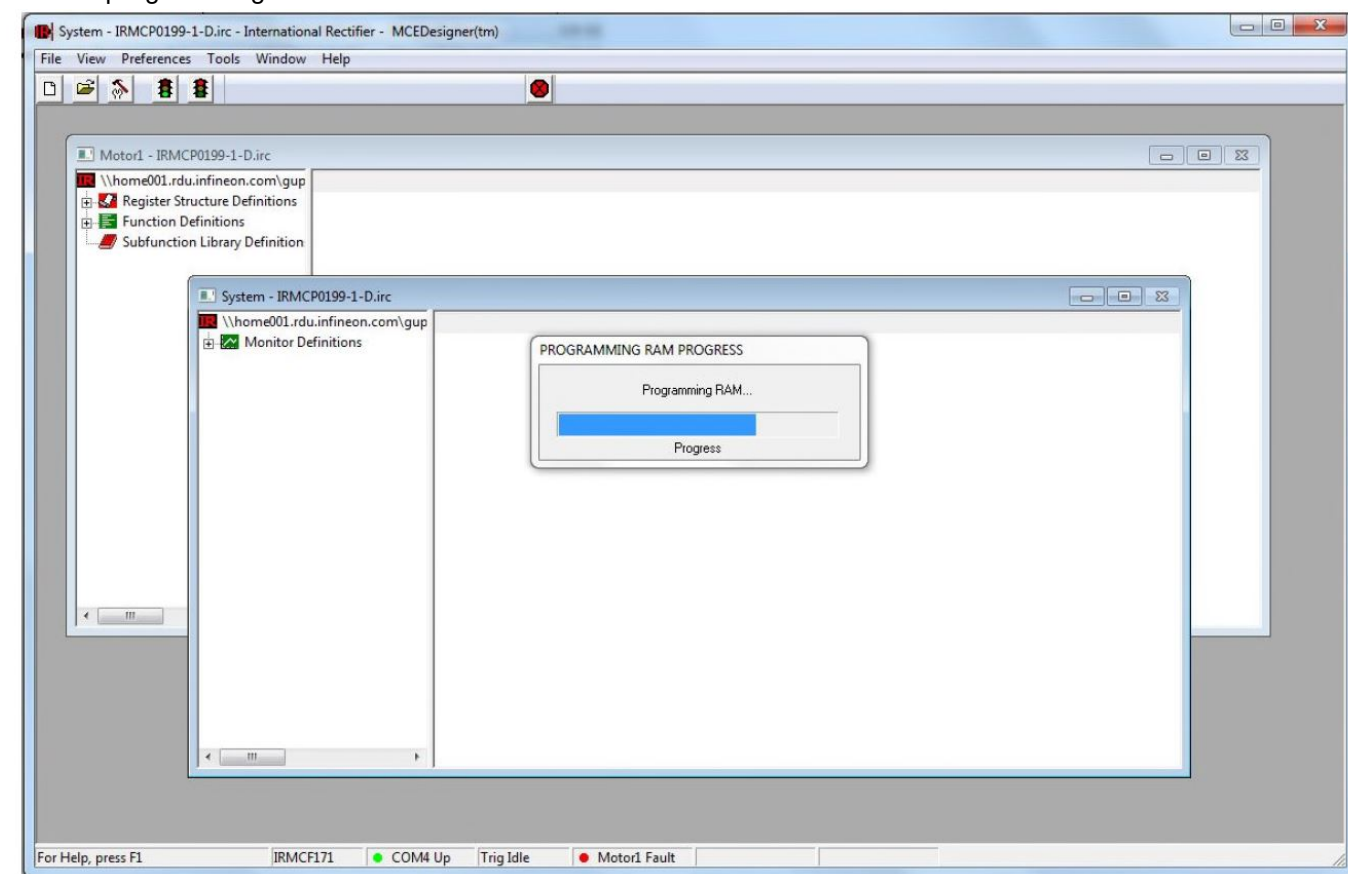 System - IRMCP0199-1-D.irc - International Rectifier - MCEDesigner(tm)
File View Preferences Tools Window Help
Motor1 - IRMCP0199-1-D.irc
IR \\home001.rdu.infineon.com\gup
Register Structure Definitions
Function Definitions
Subfunction Library Definition
System - IRMCP0199-1-D.irc
IR \\home001.rdu.infineon.com\gup
Monitor Definitions
PROGRAMMING RAM PROGRESS
Programming RAM...
Progress
For Help, press F1 IRMCF171 COM4 Up Trig Idle Motor1 Fault